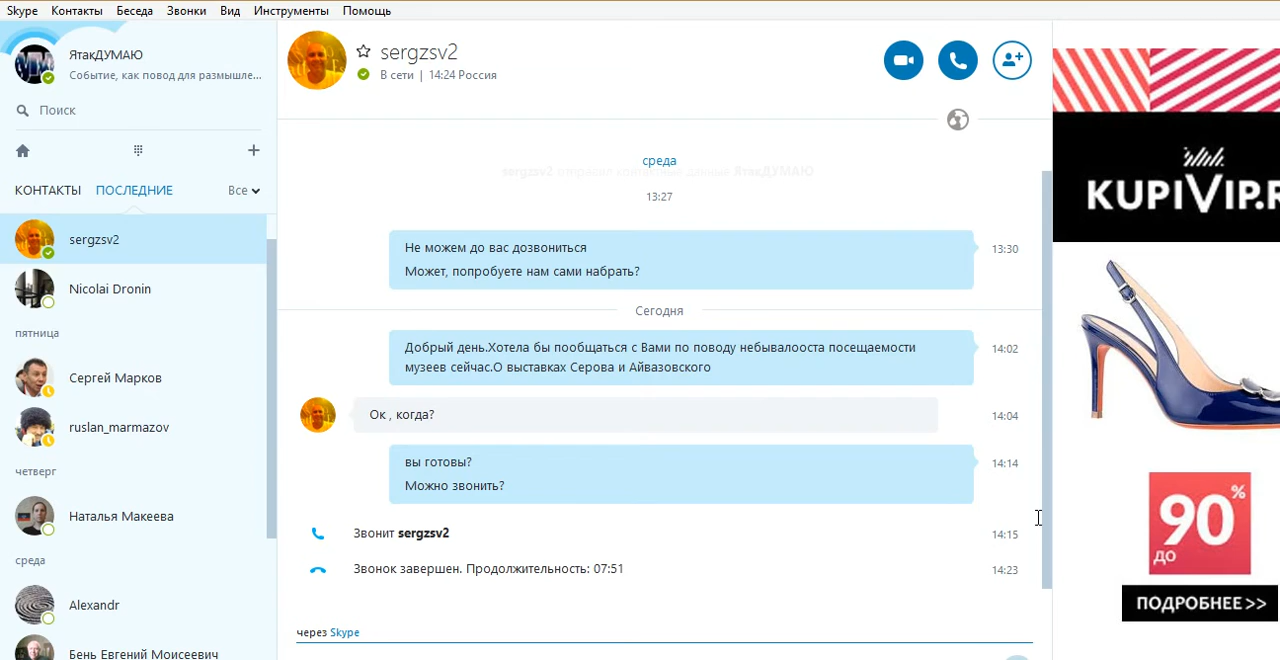 Skype Контакты Беседа Звонки Вид Инструменты Помощь
ЯтакДУМАЮ
Событие, как повод для размышле...
Поиск
КОНТАКТЫ ПОСЛЕДНИЕ Все
sergzsv2
Nicolai Dronin
пятница
Сергей Марков
ruslan_marmazov
четверг
Наталья Макеева
среда
Alexandr
Бень Евгений Моисеевич
sergzsv2
В сети | 14:24 Россия
среда
sergzsv2 отправил контактные данные ЯтакДУМАЮ
13:27
Не можем до вас дозвониться 13:30
Может, попробуете нам сами набрать?
Сегодня
Добрый день.Хотела бы пообщаться с Вами по поводу небывалооста посещаемости 14:02
музеев сейчас.О выставках Серова и Айвазовского
Ок , когда? 14:04
вы готовы? 14:14
Можно звонить?
Звонит sergzsv2 14:15
Звонок завершен. Продолжительность: 07:51 14:23
через Skype
KUPIVIP.R
90%
ДО
ПОДРОБНЕЕ>>